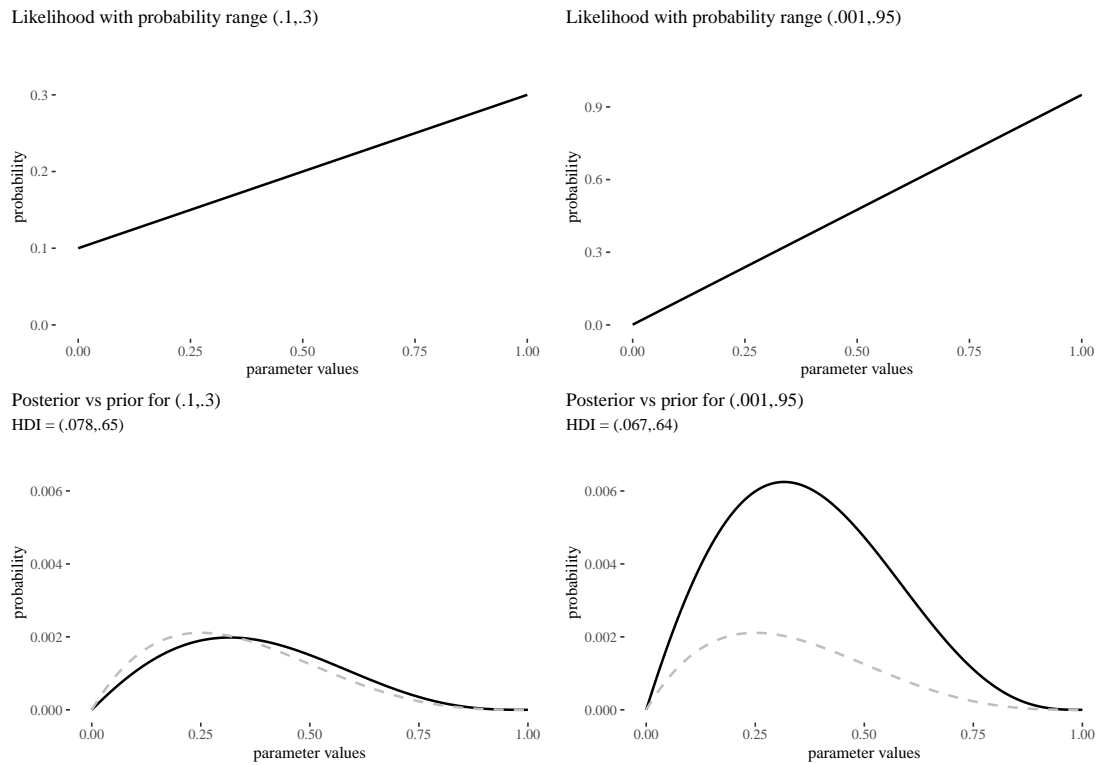 Likelihood with probability range (.1,.3)
probability
0.3
0.2
0.1
0.0
0.00 0.25 0.50 0.75 1.00
parameter values
Likelihood with probability range (.001,.95)
probability
0.9
0.6
0.3
0.0
0.00 0.25 0.50 0.75 1.00
parameter values
Posterior vs prior for (.1,.3)
HDI = (.078,.65)
probability
0.006
0.004
0.002
0.000
0.00 0.25 0.50 0.75 1.00
parameter values
Posterior vs prior for (.001,.95)
HDI = (.067,.64)
probability
0.006
0.004
0.002
0.000
0.00 0.25 0.50 0.75 1.00
parameter values